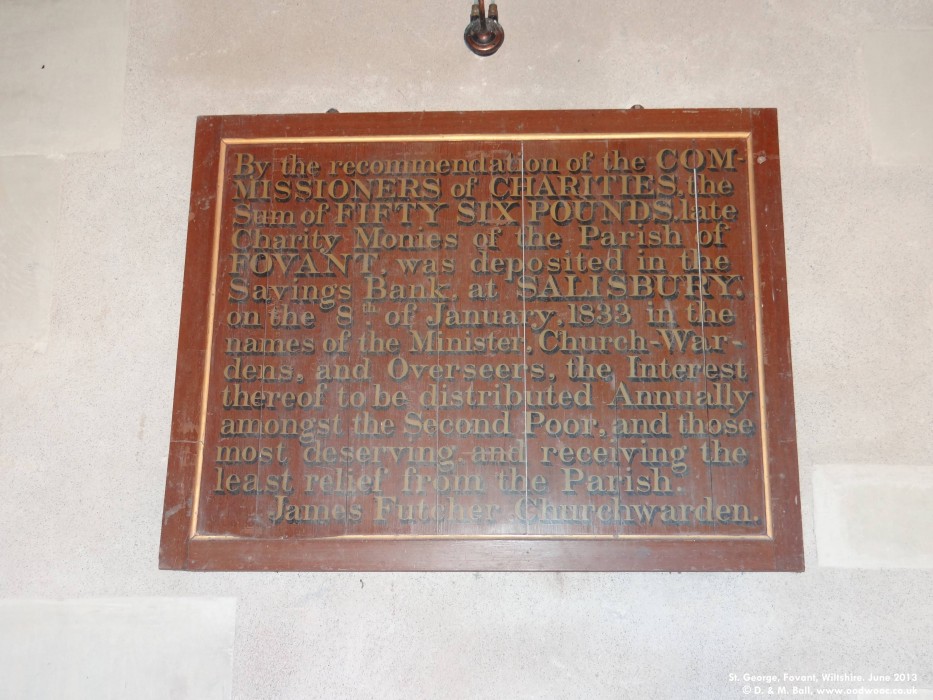 By the recommendation of the COM-
MISSIONERS of CHARITIES, the
Sum of FIFTY SIX POUNDS, late
Charity Monies of the Parish of
FOVANT, was deposited in the
Savings Bank, at SALISBURY,
on the 8th of January, 1833 in the
names of the Minister, Church-War-
dens, and Overseers, the Interest
thereof to be distributed Annually
amongst the Second Poor, and those
most deserving, and receiving the
least relief from the Parish.
James Futcher Churchwarden.
St. George, Fovant, Wiltshire. June 2013
© D. & M. Ball, www.oodwooc.co.uk